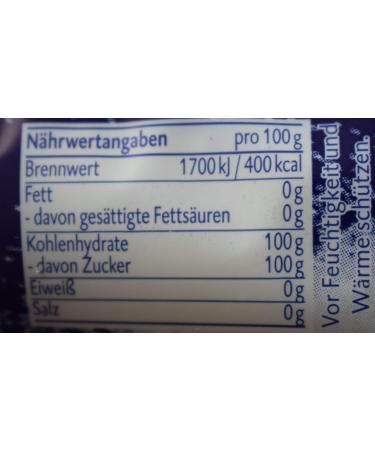 Nährwertangaben pro 100 g
Brennwert 1700 kJ / 400 kcal
Fett 0 g
- davon gesättigte Fettsäuren 0 g
Kohlenhydrate 100 g
- davon Zucker 100 g
Eiweiß 0 g
Salz 0 g
Vor Feuchtigkeit und
Wärme schützen.